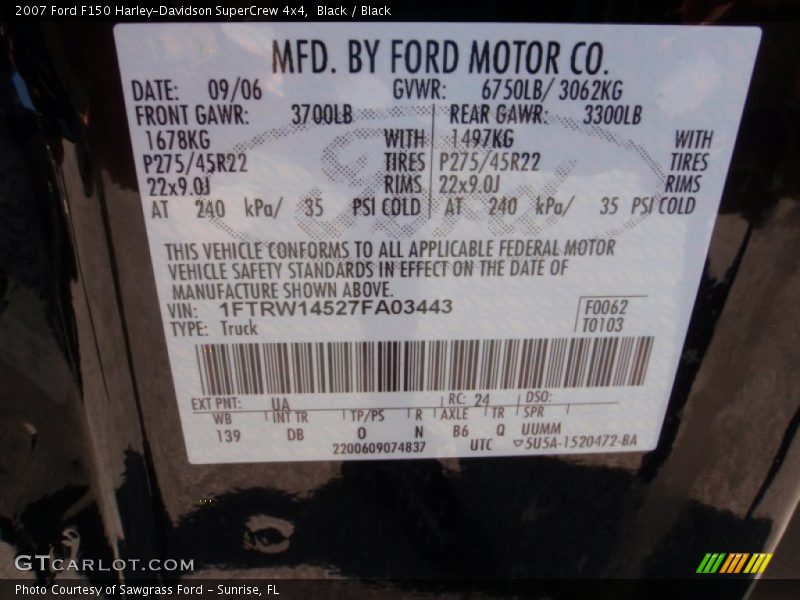 2007 Ford F150 Harley-Davidson SuperCrew 4x4, Black / Black
MFD. BY FORD MOTOR CO.
DATE: 09/06 GVWR: 6750LB/ 3062KG
FRONT GAWR: 3700LB REAR GAWR: 3300LB
1678KG WITH 1497KG WITH
P275/45R22 TIRES P275/45R22 TIRES
22x9.0J RIMS 22x9.0J RIMS
AT 240 kPa/ 35 PSI COLD AT 240 kPa/ 35 PSI COLD
THIS VEHICLE CONFORMS TO ALL APPLICABLE FEDERAL MOTOR
VEHICLE SAFETY STANDARDS IN EFFECT ON THE DATE OF
MANUFACTURE SHOWN ABOVE.
VIN: 1FTRW14527FA03443 F0062
TYPE: Truck T0103
EXT PNT: UA RC: 24 DSO:
WB INT TR TP/PS R AXLE TR SPR
139 DB O N B6 Q UUMM
2200609074837 UTC ▽5U5A-1520472-BA
GTCARLOT.COM
Photo Courtesy of Sawgrass Ford - Sunrise, FL